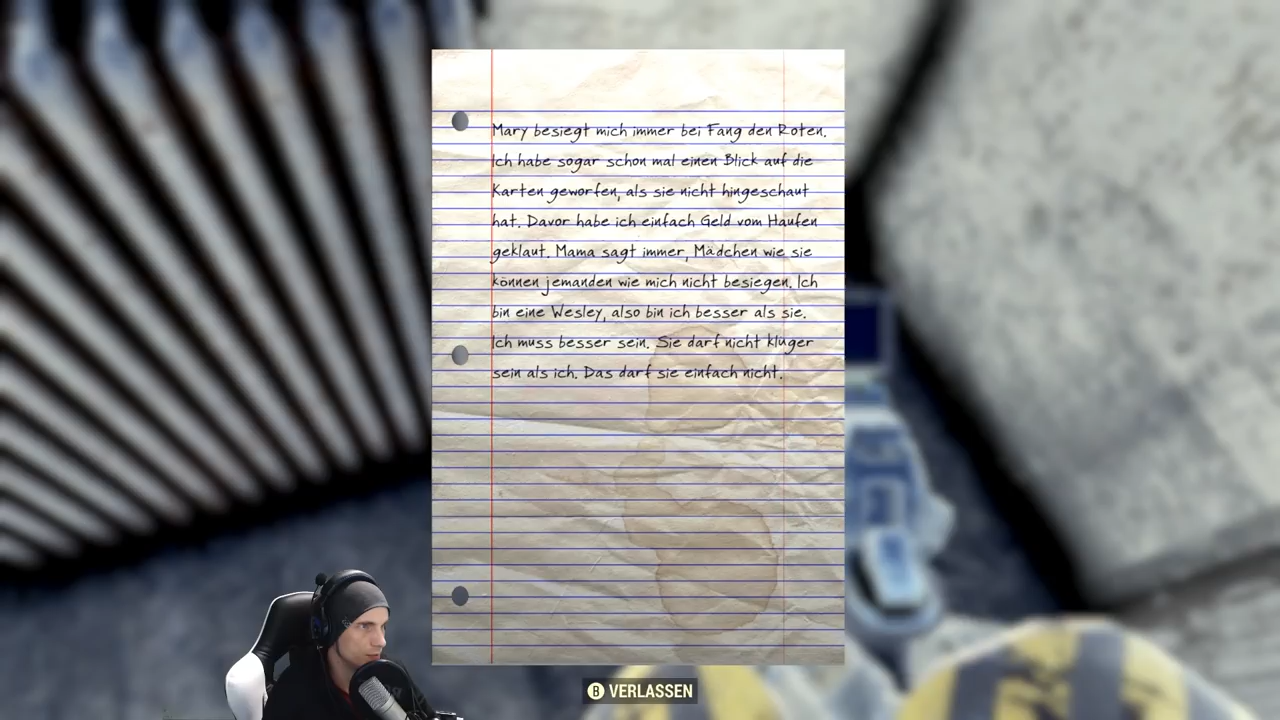 Mary besiegt mich immer bei Fang den Roten.
Ich habe sogar schon mal einen Blick auf die
Karten geworfen, als sie nicht hingeschaut
hat. Davor habe ich einfach Geld vom Haufen
geklaut. Mama sagt immer, Mädchen wie sie
können jemanden wie mich nicht besiegen. Ich
bin eine Wesley, also bin ich besser als sie.
Ich muss besser sein. Sie darf nicht klüger
sein als ich. Das darf sie einfach nicht.
B VERLASSEN